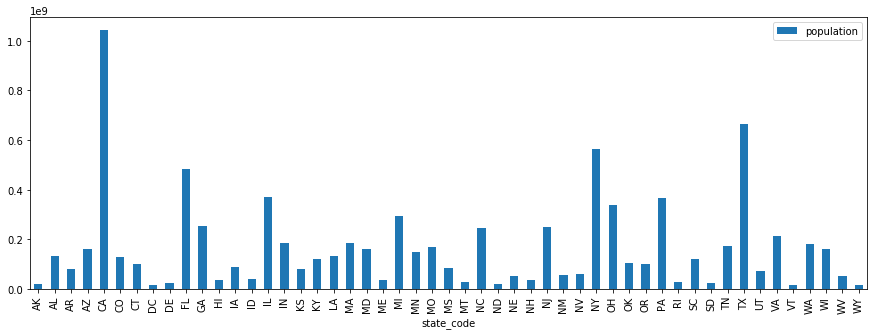 1e9
population
1.0
0.8
0.6
0.4
0.2
0.0
AK AL AR AZ CA CO CT DC DE FL GA HI IA ID IL IN KS KY LA MA MD ME MI MN MO MS MT NC ND NE NH NJ NM NV NY OH OK OR PA RI SC SD TN TX UT VA VT WA WI WV WY
state_code